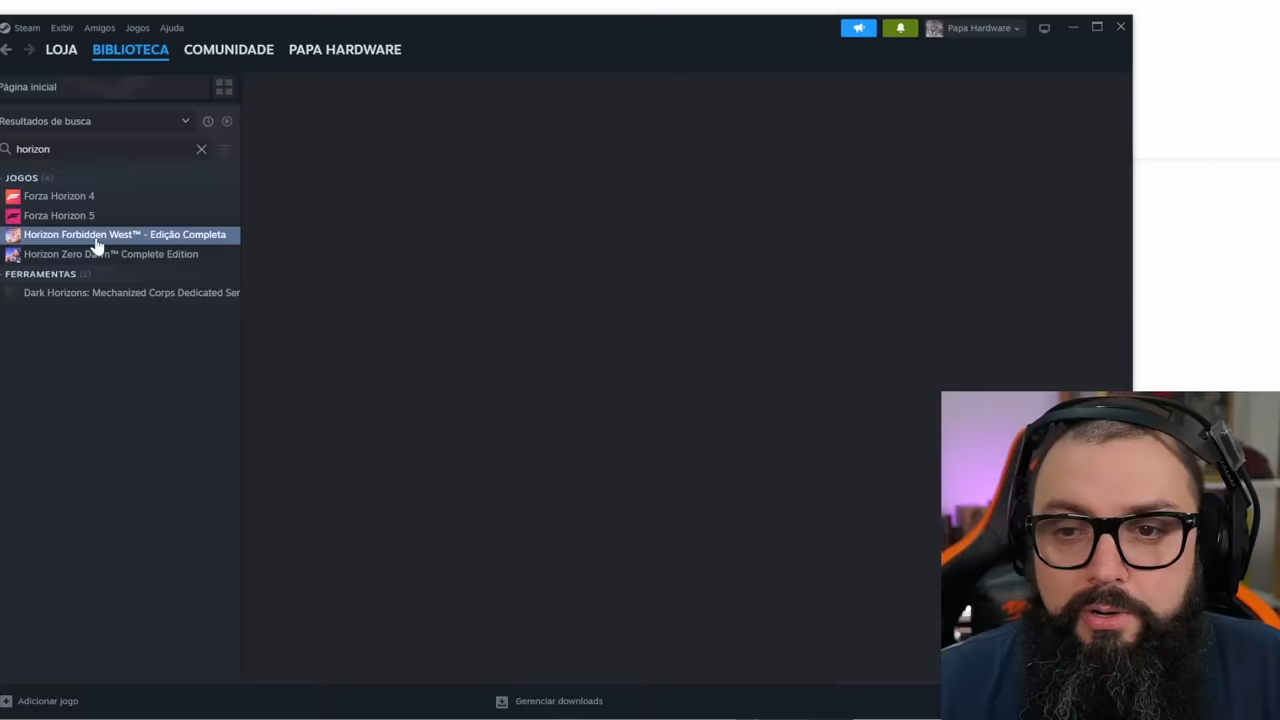 Steam Exibir Amigos Jogos Ajuda
Papa Hardware
LOJA BIBLIOTECA COMUNIDADE PAPA HARDWARE
Página inicial
Resultados de busca
horizon
- JOGOS (4)
Forza Horizon 4
Forza Horizon 5
Horizon Forbidden West™ - Edição Completa
Horizon Zero Dawn™ Complete Edition
- FERRAMENTAS (1)
Dark Horizons: Mechanized Corps Dedicated Ser
Adicionar jogo
Gerenciar downloads